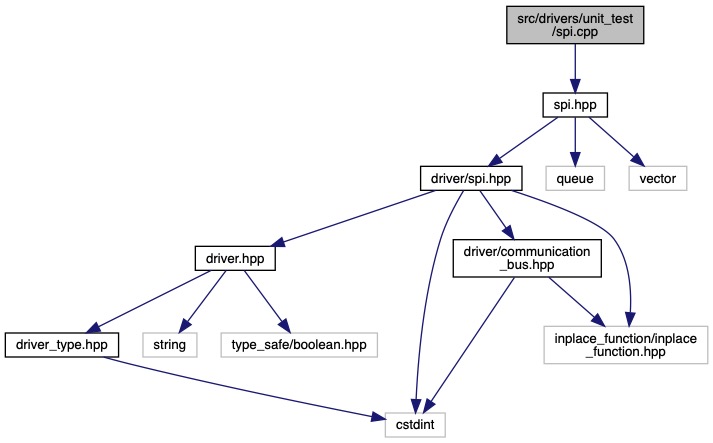 src/drivers/unit_test
/spi.cpp
spi.hpp
driver/spi.hpp
queue
vector
driver.hpp
driver/communication
_bus.hpp
driver_type.hpp
string
type_safe/boolean.hpp
inplace_function/inplace
_function.hpp
cstdint